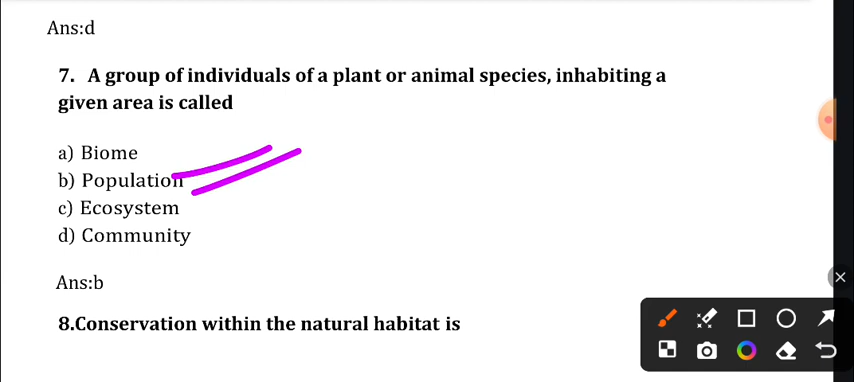 Ans:d
7. A group of individuals of a plant or animal species, inhabiting a
given area is called
a) Biome
b) Population
c) Ecosystem
d) Community
Ans:b
8.Conservation within the natural habitat is